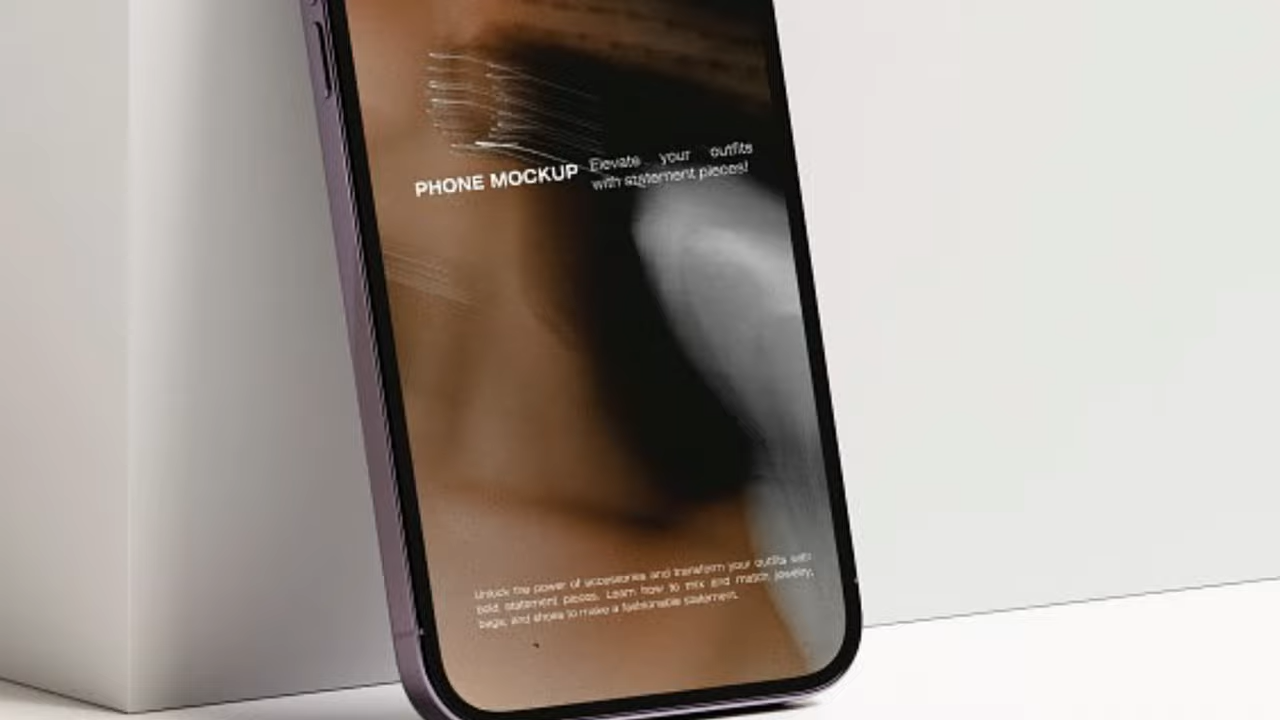 PHONE MOCKUP
Elevate your outfits
with statement pieces!
Unlock the power of accessories and transform your outfits with
bold statement pieces. Learn how to mix and match jewelry,
bags, and shoes to make a fashionable statement.